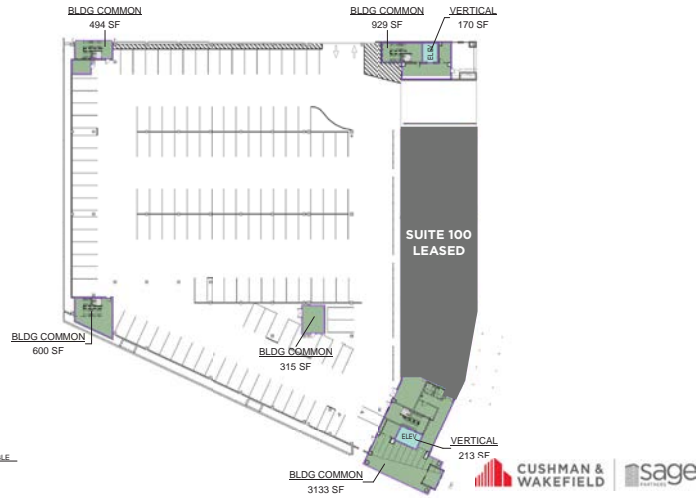 BLDG COMMON
494 SF
BLDG COMMON
929 SF
VERTICAL
170 SF
ELEV
SUITE 100
LEASED
BLDG COMMON
600 SF
BLDG COMMON
315 SF
ELEV
VERTICAL
213 SF
BLDG COMMON
3133 SF
CUSHMAN &
WAKEFIELD
sage
PARTNERS